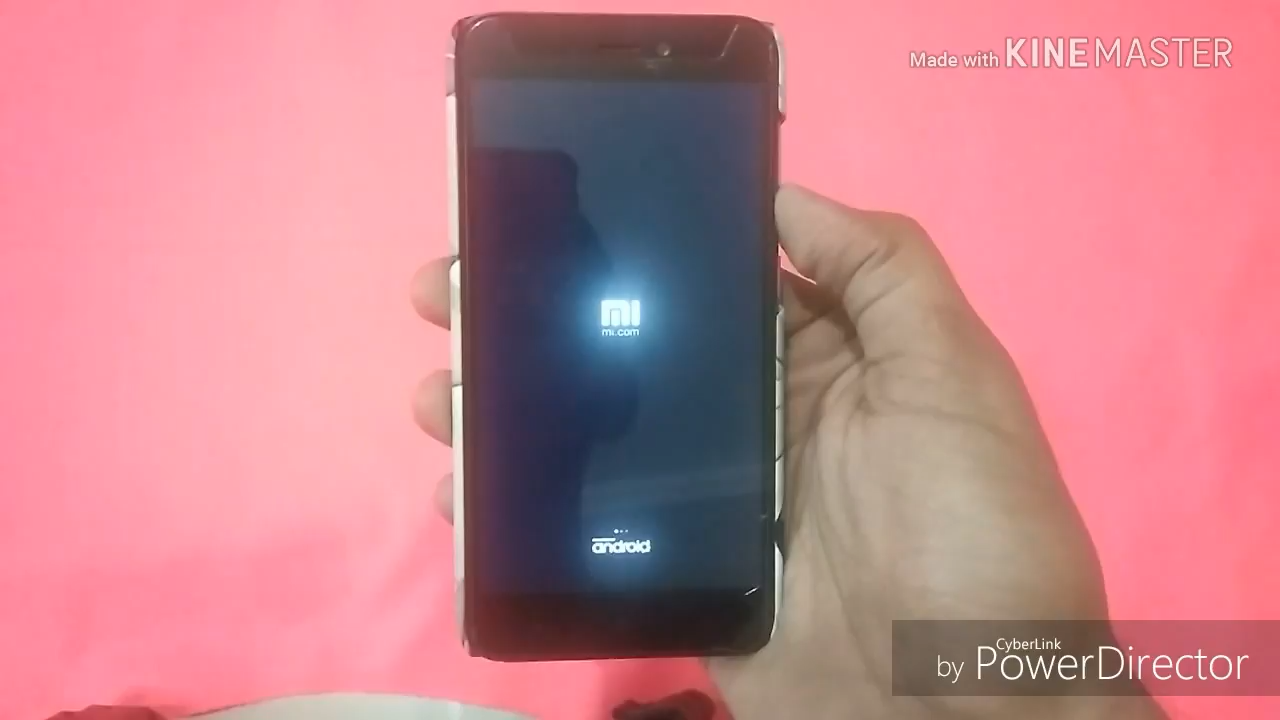 Made with KINEMASTER
mi
mi.com
android
CyberLink
by PowerDirector